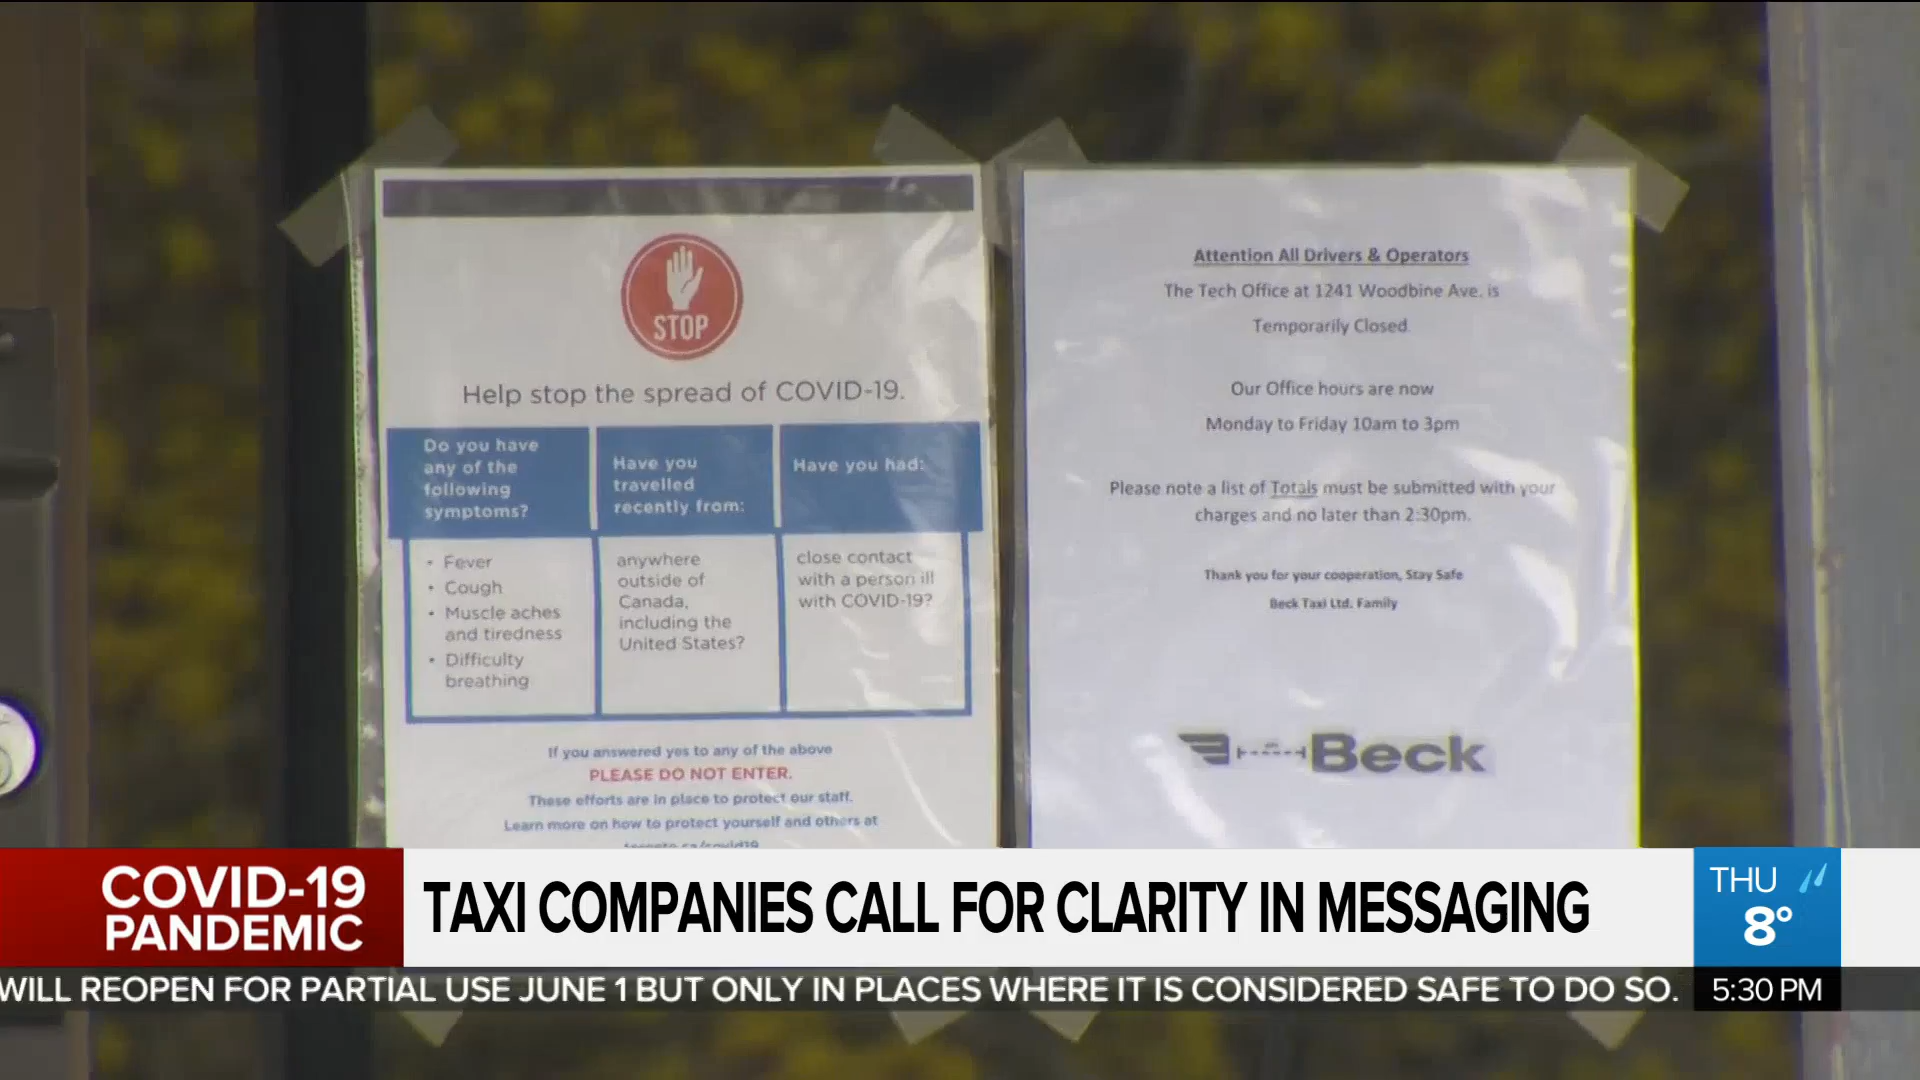 STOP
Help stop the spread of COVID-19.
Do you have
any of the
following
symptoms?
Have you
travelled
recently from:
Have you had:
• Fever
• Cough
• Muscle aches
and tiredness
• Difficulty
breathing
anywhere
outside of
Canada,
including the
United States?
close contact
with a person ill
with COVID-19?
If you answered yes to any of the above
PLEASE DO NOT ENTER.
These efforts are in place to protect our staff.
Learn more on how to protect yourself and others at
toronto.ca/covid19
Attention All Drivers & Operators
The Tech Office at 1241 Woodbine Ave. is
Temporarily Closed.
Our Office hours are now
Monday to Friday 10am to 3pm
Please note a list of Totals must be submitted with your
charges and no later than 2:30pm.
Thank you for your cooperation, Stay Safe
Beck Taxi Ltd. Family
Beck
COVID-19
PANDEMIC
TAXI COMPANIES CALL FOR CLARITY IN MESSAGING
THU
8°
WILL REOPEN FOR PARTIAL USE JUNE 1 BUT ONLY IN PLACES WHERE IT IS CONSIDERED SAFE TO DO SO.
5:30 PM